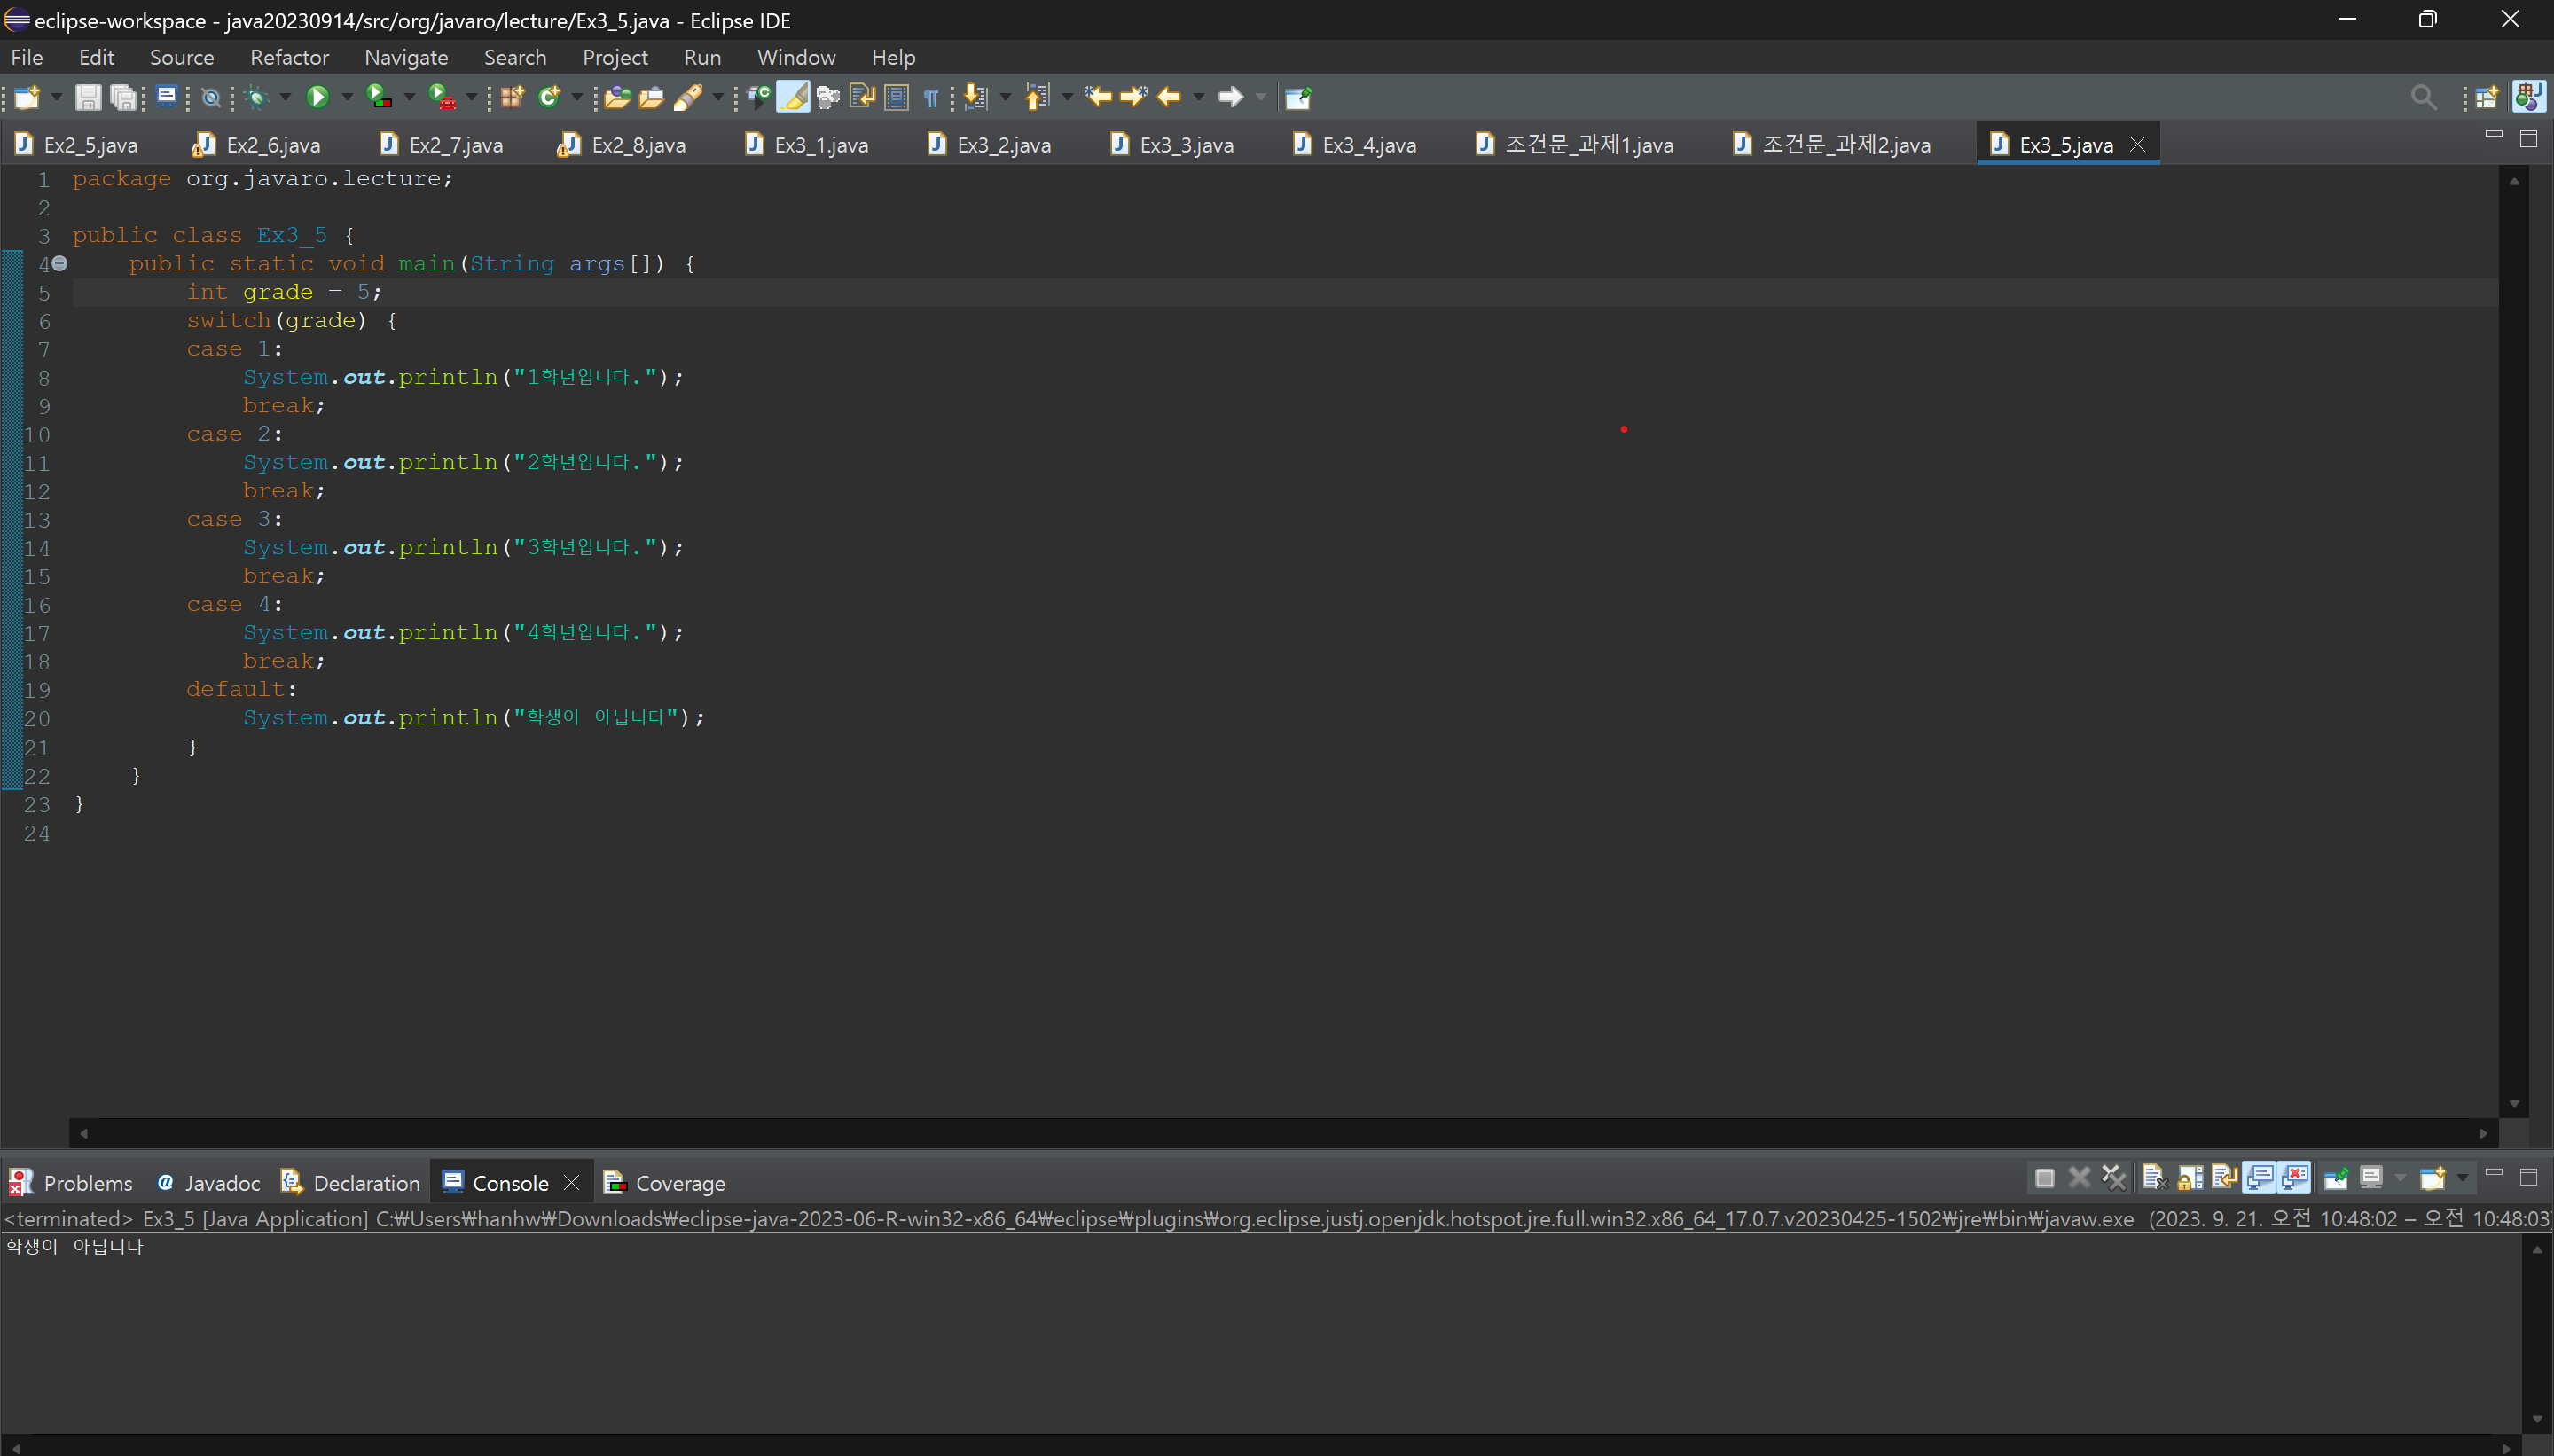 eclipse-workspace - java20230914/src/org/javaro/lecture/Ex3_5.java - Eclipse IDE
File Edit Source Refactor Navigate Search Project Run Window Help
Ex2_5.java Ex2_6.java Ex2_7.java Ex2_8.java Ex3_1.java Ex3_2.java Ex3_3.java Ex3_4.java 조건문_과제1.java 조건문_과제2.java Ex3_5.java
1 package org.javaro.lecture;
2
3 public class Ex3_5 {
4 public static void main(String args[]) {
5 int grade = 5;
6 switch(grade) {
7 case 1:
8 System.out.println("1학년입니다.");
9 break;
10 case 2:
11 System.out.println("2학년입니다.");
12 break;
13 case 3:
14 System.out.println("3학년입니다.");
15 break;
16 case 4:
17 System.out.println("4학년입니다.");
18 break;
19 default:
20 System.out.println("학생이 아닙니다");
21 }
22 }
23 }
24
Problems @ Javadoc Declaration Console Coverage
<terminated> Ex3_5 [Java Application] C:₩Users₩hanhw₩Downloads₩eclipse-java-2023-06-R-win32-x86_64₩eclipse₩plugins₩org.eclipse.justj.openjdk.hotspot.jre.full.win32.x86_64_17.0.7.v20230425-1502₩jre₩bin₩javaw.exe (2023. 9. 21. 오전 10:48:02 – 오전 10:48:03
학생이 아닙니다